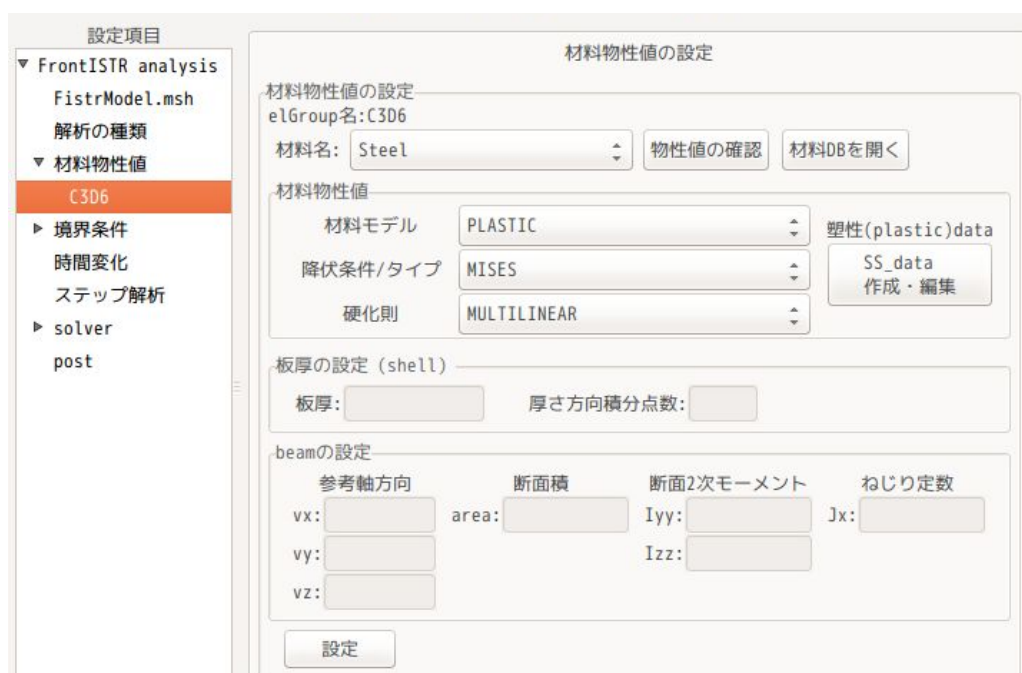 設定項目
FrontISTR analysis
FistrModel.msh
解析の種類
材料物性値
C3D6
境界条件
時間変化
ステップ解析
solver
post
材料物性値の設定
材料物性値の設定
elGroup名:C3D6
材料名: Steel 物性値の確認 材料DBを開く
材料物性値
材料モデル PLASTIC
塑性(plastic)data
降伏条件/タイプ MISES
SS_data
作成・編集
硬化則 MULTILINEAR
板厚の設定 (shell)
板厚: 厚さ方向積分点数:
beamの設定
参考軸方向 断面積 断面2次モーメント ねじり定数
vx: area: Iyy: Jx:
vy: Izz:
vz:
設定